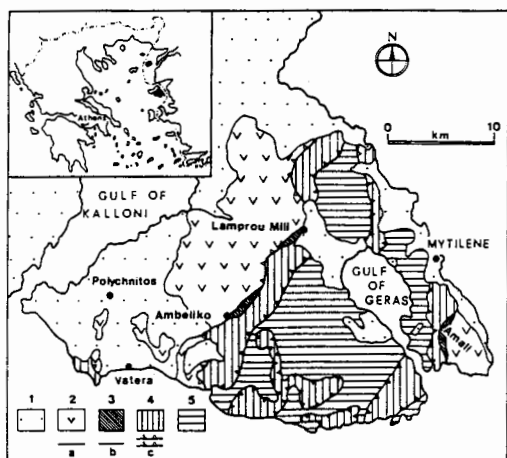 Athens
N
0 10
km
GULF OF
KALLONI
Lamprou Mill
MYTILENE
GULF
OF
GERAS
Polychnitos
Ambeliko
Amali
Vatera
1 2 3 4 5
a b c